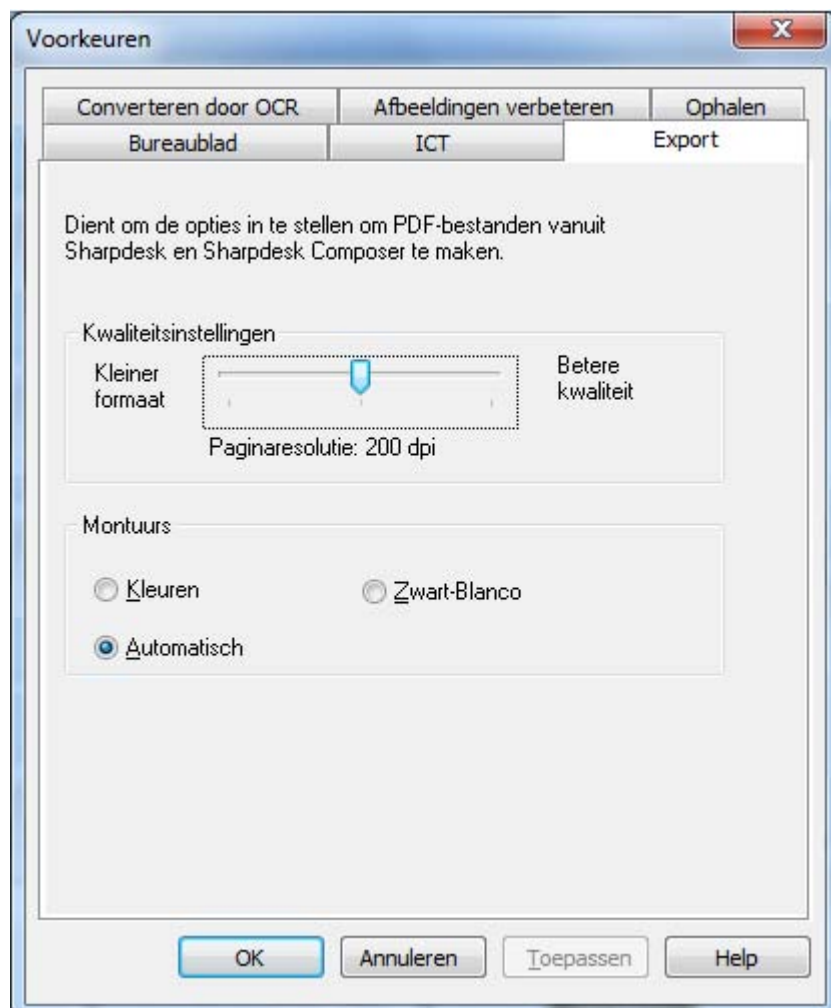 Voorkeuren
Converteren door OCR Afbeeldingen verbeteren Ophalen
Bureaublad ICT Export
Dient om de opties in te stellen om PDF-bestanden vanuit
Sharpdesk en Sharpdesk Composer te maken.
Kwaliteitsinstellingen
Kleiner
formaat
Betere
kwaliteit
Paginaresolutie: 200 dpi
Montuurs
Kleuren Zwart-Blanco
Automatisch
OK Annuleren Toepassen Help